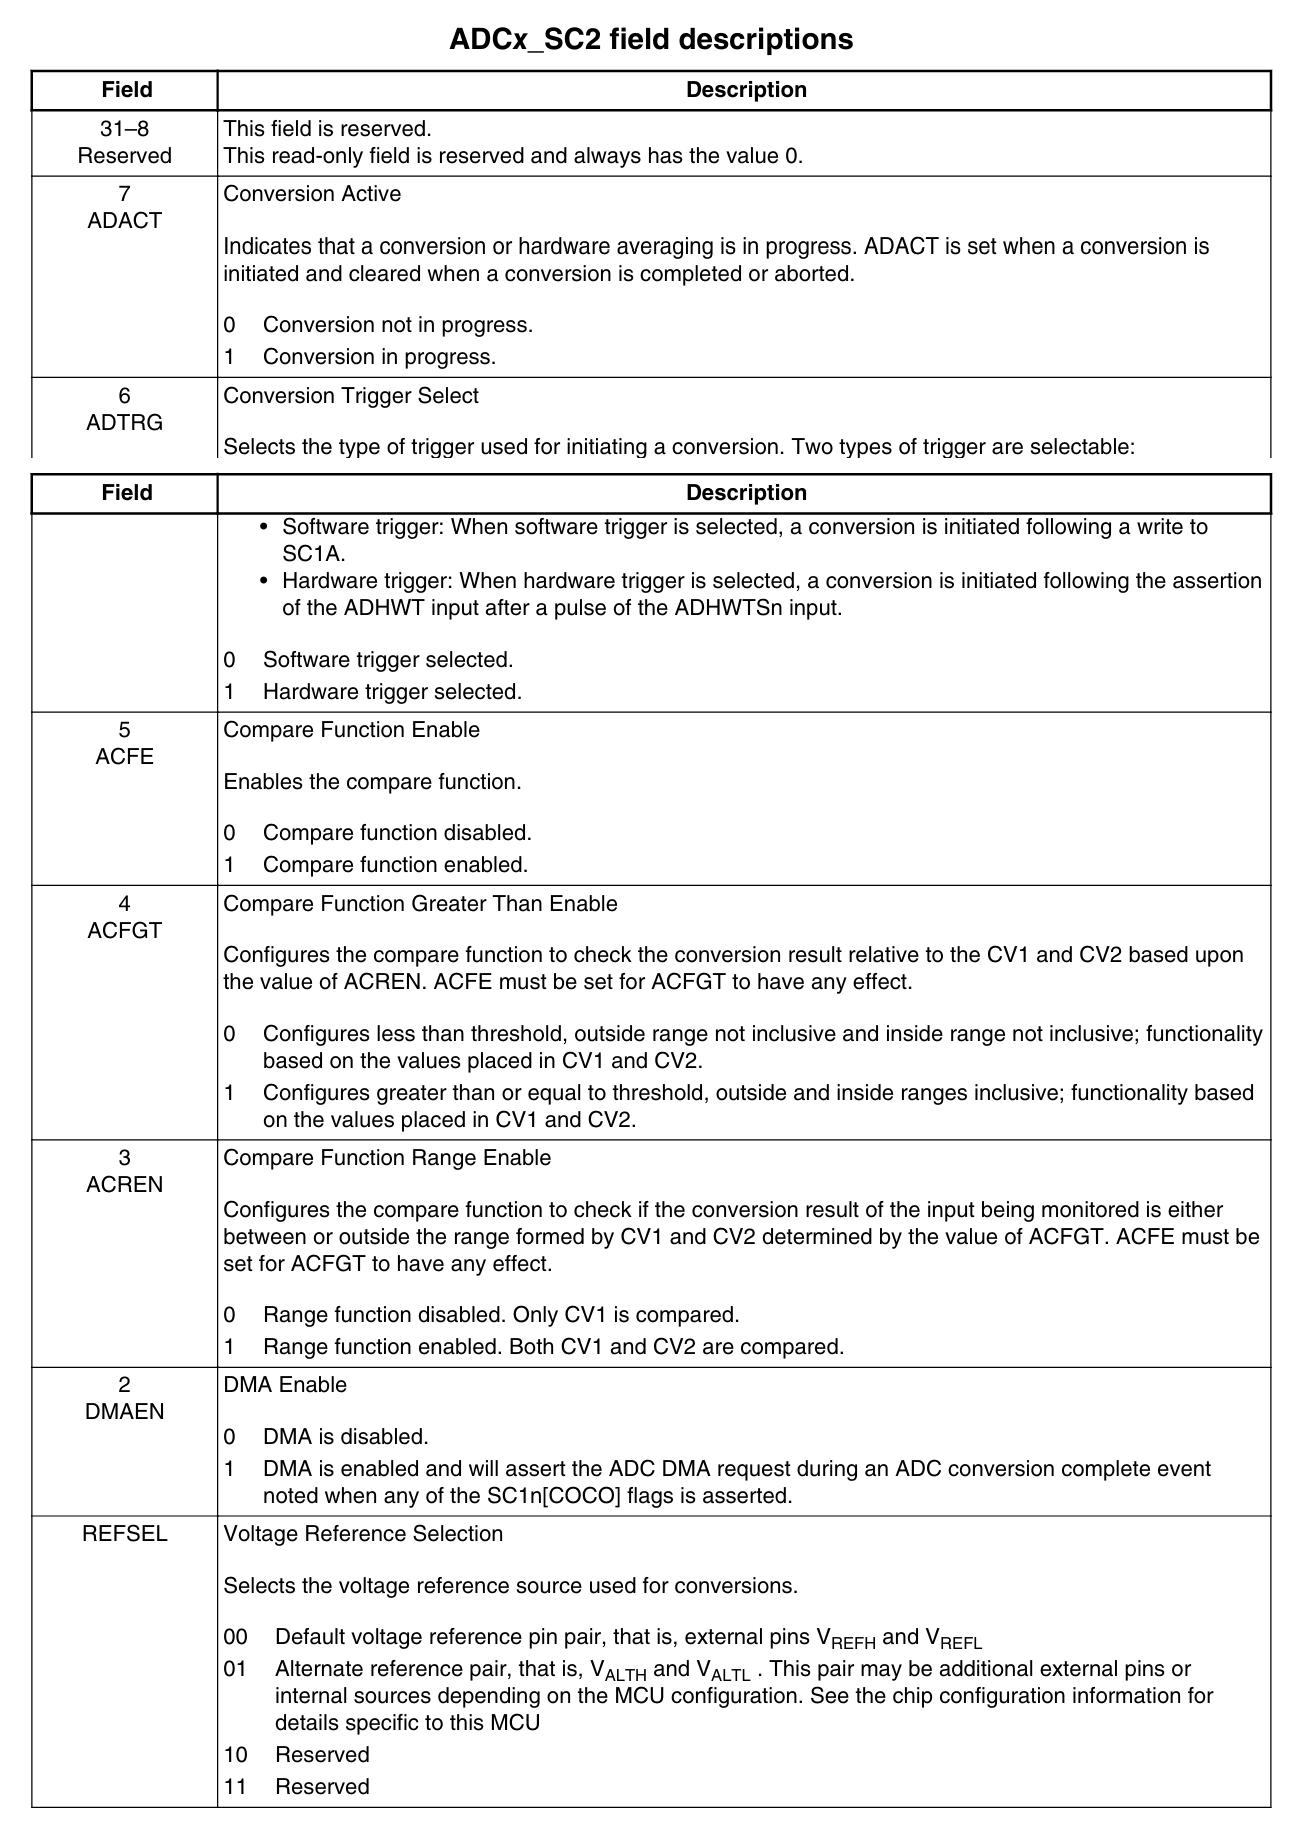 ADCx_SC2 field descriptions
Field Description
31–8 This field is reserved.
Reserved This read-only field is reserved and always has the value 0.
7 Conversion Active
ADACT
Indicates that a conversion or hardware averaging is in progress. ADACT is set when a conversion is
initiated and cleared when a conversion is completed or aborted.
0 Conversion not in progress.
1 Conversion in progress.
6 Conversion Trigger Select
ADTRG
Selects the type of trigger used for initiating a conversion. Two types of trigger are selectable:
Field Description
• Software trigger: When software trigger is selected, a conversion is initiated following a write to
SC1A.
• Hardware trigger: When hardware trigger is selected, a conversion is initiated following the assertion
of the ADHWT input after a pulse of the ADHWTSn input.
0 Software trigger selected.
1 Hardware trigger selected.
5 Compare Function Enable
ACFE
Enables the compare function.
0 Compare function disabled.
1 Compare function enabled.
4 Compare Function Greater Than Enable
ACFGT
Configures the compare function to check the conversion result relative to the CV1 and CV2 based upon
the value of ACREN. ACFE must be set for ACFGT to have any effect.
0 Configures less than threshold, outside range not inclusive and inside range not inclusive; functionality
based on the values placed in CV1 and CV2.
1 Configures greater than or equal to threshold, outside and inside ranges inclusive; functionality based
on the values placed in CV1 and CV2.
3 Compare Function Range Enable
ACREN
Configures the compare function to check if the conversion result of the input being monitored is either
between or outside the range formed by CV1 and CV2 determined by the value of ACFGT. ACFE must be
set for ACFGT to have any effect.
0 Range function disabled. Only CV1 is compared.
1 Range function enabled. Both CV1 and CV2 are compared.
2 DMA Enable
DMAEN
0 DMA is disabled.
1 DMA is enabled and will assert the ADC DMA request during an ADC conversion complete event
noted when any of the SC1n[COCO] flags is asserted.
REFSEL Voltage Reference Selection
Selects the voltage reference source used for conversions.
00 Default voltage reference pin pair, that is, external pins VREFH and VREFL
01 Alternate reference pair, that is, VALTH and VALTL . This pair may be additional external pins or
internal sources depending on the MCU configuration. See the chip configuration information for
details specific to this MCU
10 Reserved
11 Reserved